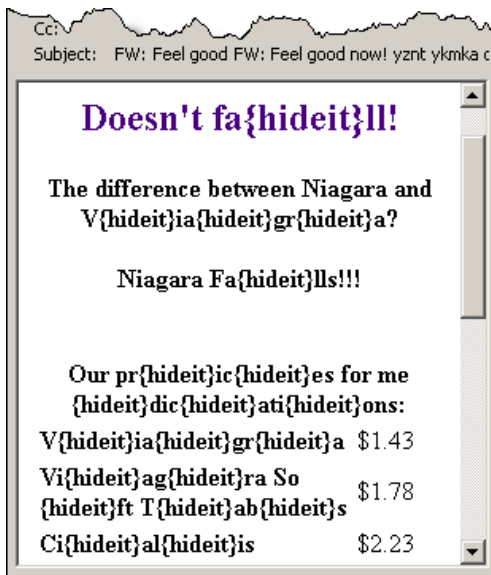 Cc:
Subject: FW: Feel good FW: Feel good now! yznt ykmka c
Doesn't fa{hideit}ll!
The difference between Niagara and
V{hideit}ia{hideit}gr{hideit}a?
Niagara Fa{hideit}lls!!!
Our pr{hideit}ic{hideit}es for me
{hideit}dic{hideit}ati{hideit}ons:
V{hideit}ia{hideit}gr{hideit}a $1.43
Vi{hideit}ag{hideit}ra So
{hideit}ft T{hideit}ab{hideit}s $1.78
Ci{hideit}al{hideit}is $2.23